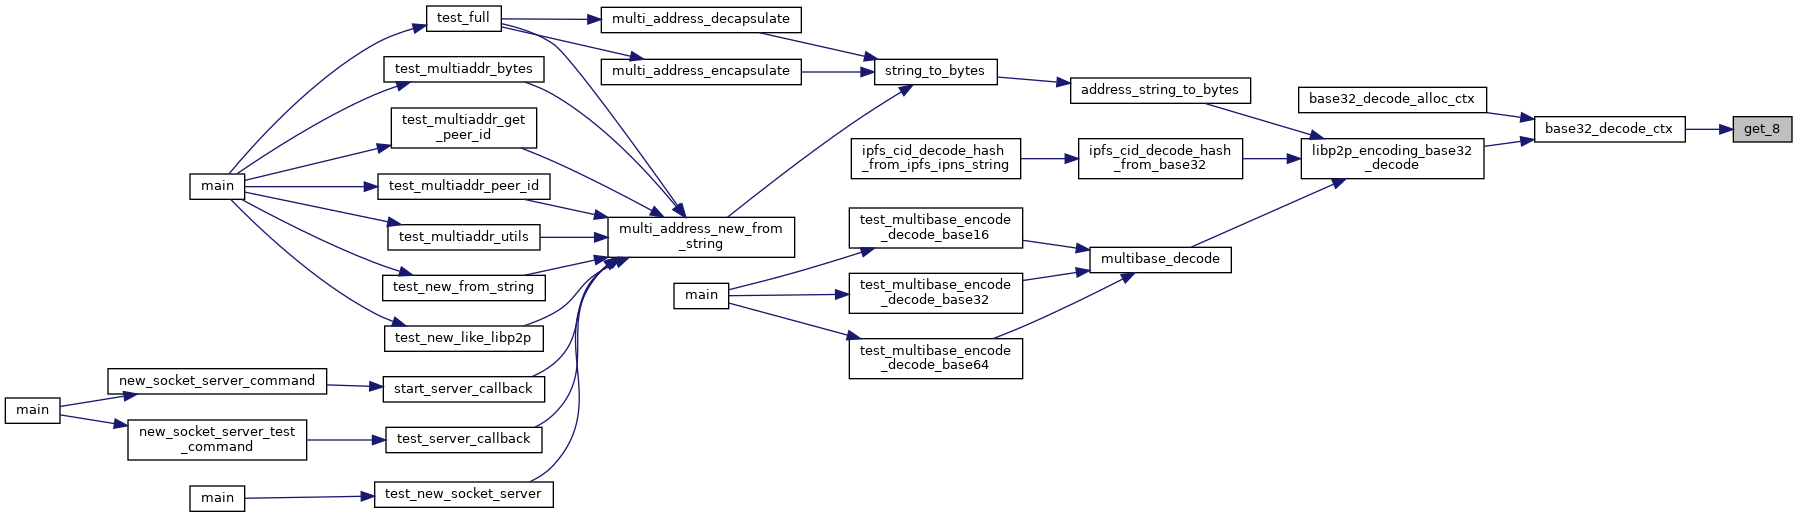 test_full
multi_address_decapsulate
test_multiaddr_bytes
multi_address_encapsulate
string_to_bytes
address_string_to_bytes
base32_decode_alloc_ctx
base32_decode_ctx
get_8
test_multiaddr_get
_peer_id
ipfs_cid_decode_hash
_from_ipfs_ipns_string
ipfs_cid_decode_hash
_from_base32
libp2p_encoding_base32
_decode
main
test_multiaddr_peer_id
test_multiaddr_utils
multi_address_new_from
_string
test_multibase_encode
_decode_base16
multibase_decode
test_new_from_string
main
test_multibase_encode
_decode_base32
test_new_like_libp2p
test_multibase_encode
_decode_base64
new_socket_server_command
start_server_callback
main
new_socket_server_test
_command
test_server_callback
main
test_new_socket_server